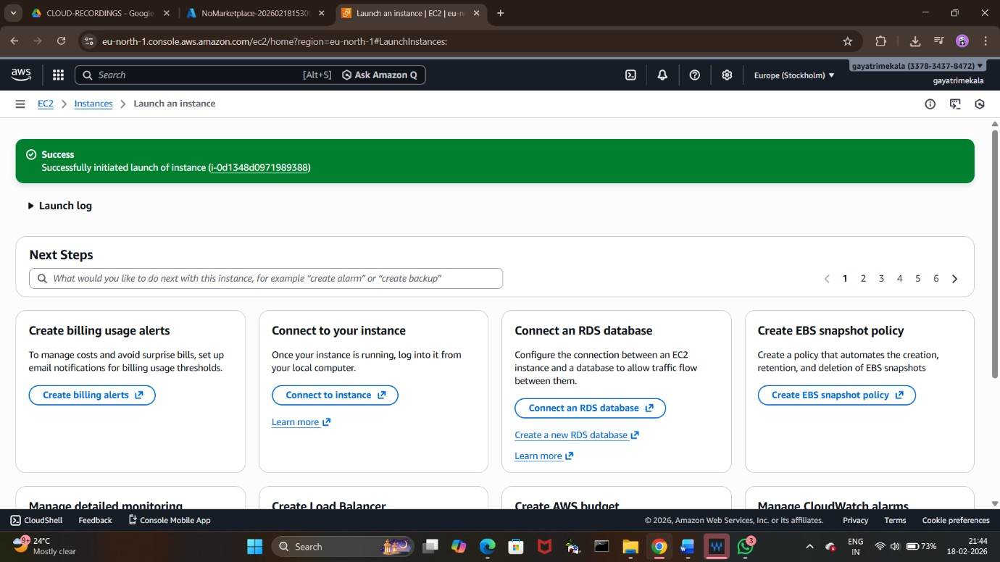 CLOUD-RECORDINGS - Google
NoMarketplace-20260218153
Launch an instance | EC2 | eu-n
eu-north-1.console.aws.amazon.com/ec2/home?region=eu-north-1#LaunchInstances:
aws
Search
[Alt+S]
Ask Amazon Q
Europe (Stockholm)
gayatrimekala (3378-3437-8472)
gayatrimekala
EC2
Instances
Launch an instance
Success
Successfully initiated launch of instance (i-0d1348d0971989388)
Launch log
Next Steps
What would you like to do next with this instance, for example “create alarm” or “create backup”
1 2 3 4 5 6
Create billing usage alerts
To manage costs and avoid surprise bills, set up
email notifications for billing usage thresholds.
Create billing alerts
Connect to your instance
Once your instance is running, log into it from
your local computer.
Connect to instance
Learn more
Connect an RDS database
Configure the connection between an EC2
instance and a database to allow traffic flow
between them.
Connect an RDS database
Create a new RDS database
Learn more
Create EBS snapshot policy
Create a policy that automates the creation,
retention, and deletion of EBS snapshots
Create EBS snapshot policy
Manage detailed monitoring
Create Load Balancer
Create AWS budget
Manage CloudWatch alarms
CloudShell
Feedback
Console Mobile App
© 2026, Amazon Web Services, Inc. or its affiliates.
Privacy
Terms
Cookie preferences
9+
24°C
Mostly clear
Search
3
ENG
IN
73%
21:44
18-02-2026